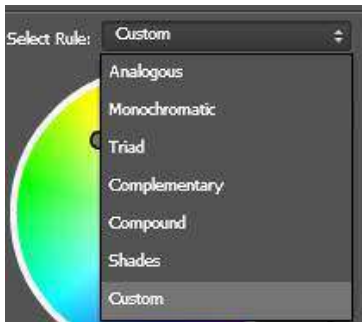 Select Rule: Custom
Analogous
Monochromatic
Triad
Complementary
Compound
Shades
Custom